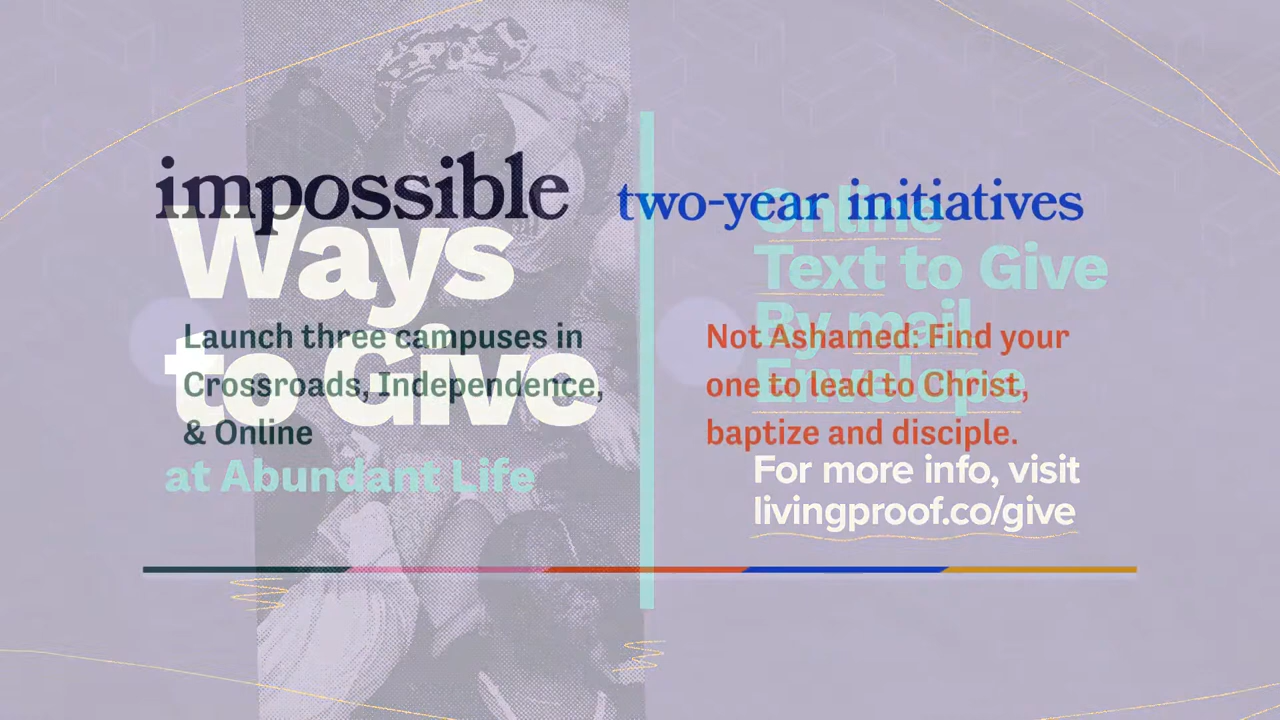 impossible two-year initiatives
Launch three campuses in
Crossroads, Independence,
& Online
Not Ashamed: Find your
one to lead to Christ,
baptize and disciple.
Ways
to Give
at Abundant Life
Online
Text to Give
By mail
Envelope
For more info, visit
livingproof.co/give